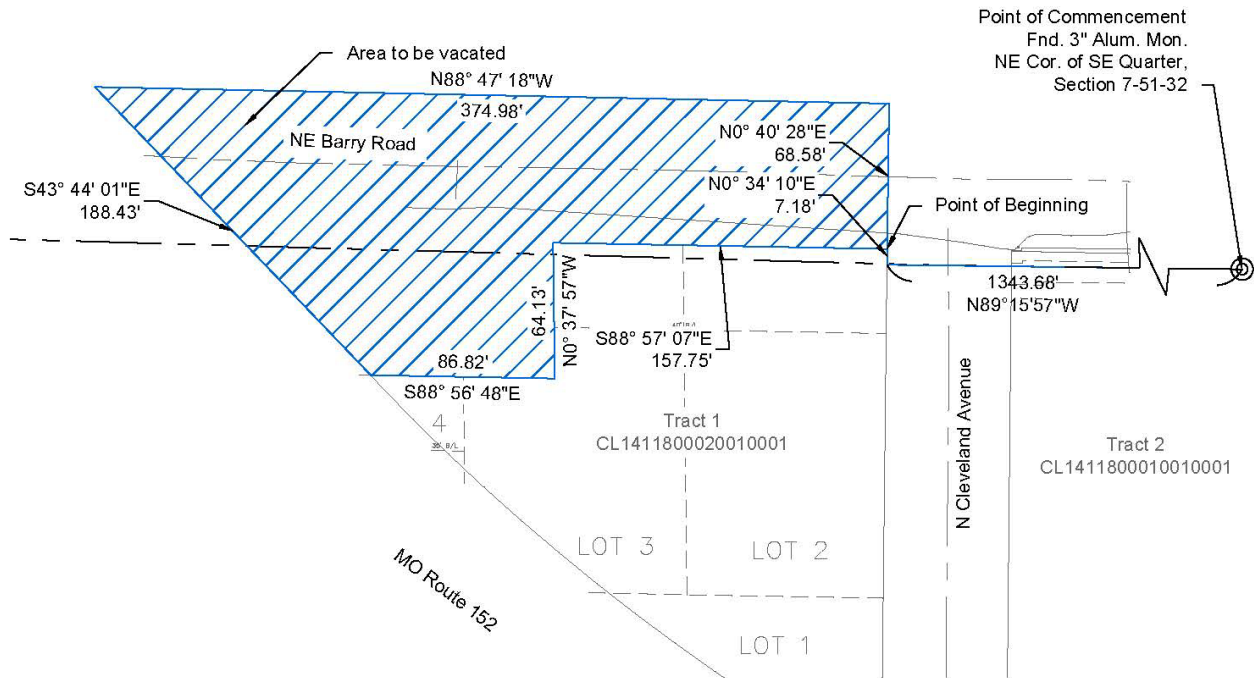 Point of Commencement
Fnd. 3" Alum. Mon.
NE Cor. of SE Quarter,
Section 7-51-32
Area to be vacated
N88° 47' 18"W
374.98'
NE Barry Road
N0° 40' 28"E
68.58'
N0° 34' 10"E
7.18'
S43° 44' 01"E
188.43'
Point of Beginning
1343.68'
N89°15'57"W
64.13'
N0° 37' 57"W
S88° 57' 07"E
157.75'
86.82'
S88° 56' 48"E
4
Tract 1
CL1411800020010001
N Cleveland Avenue
Tract 2
CL1411800010010001
LOT 3
LOT 2
MO Route 152
LOT 1